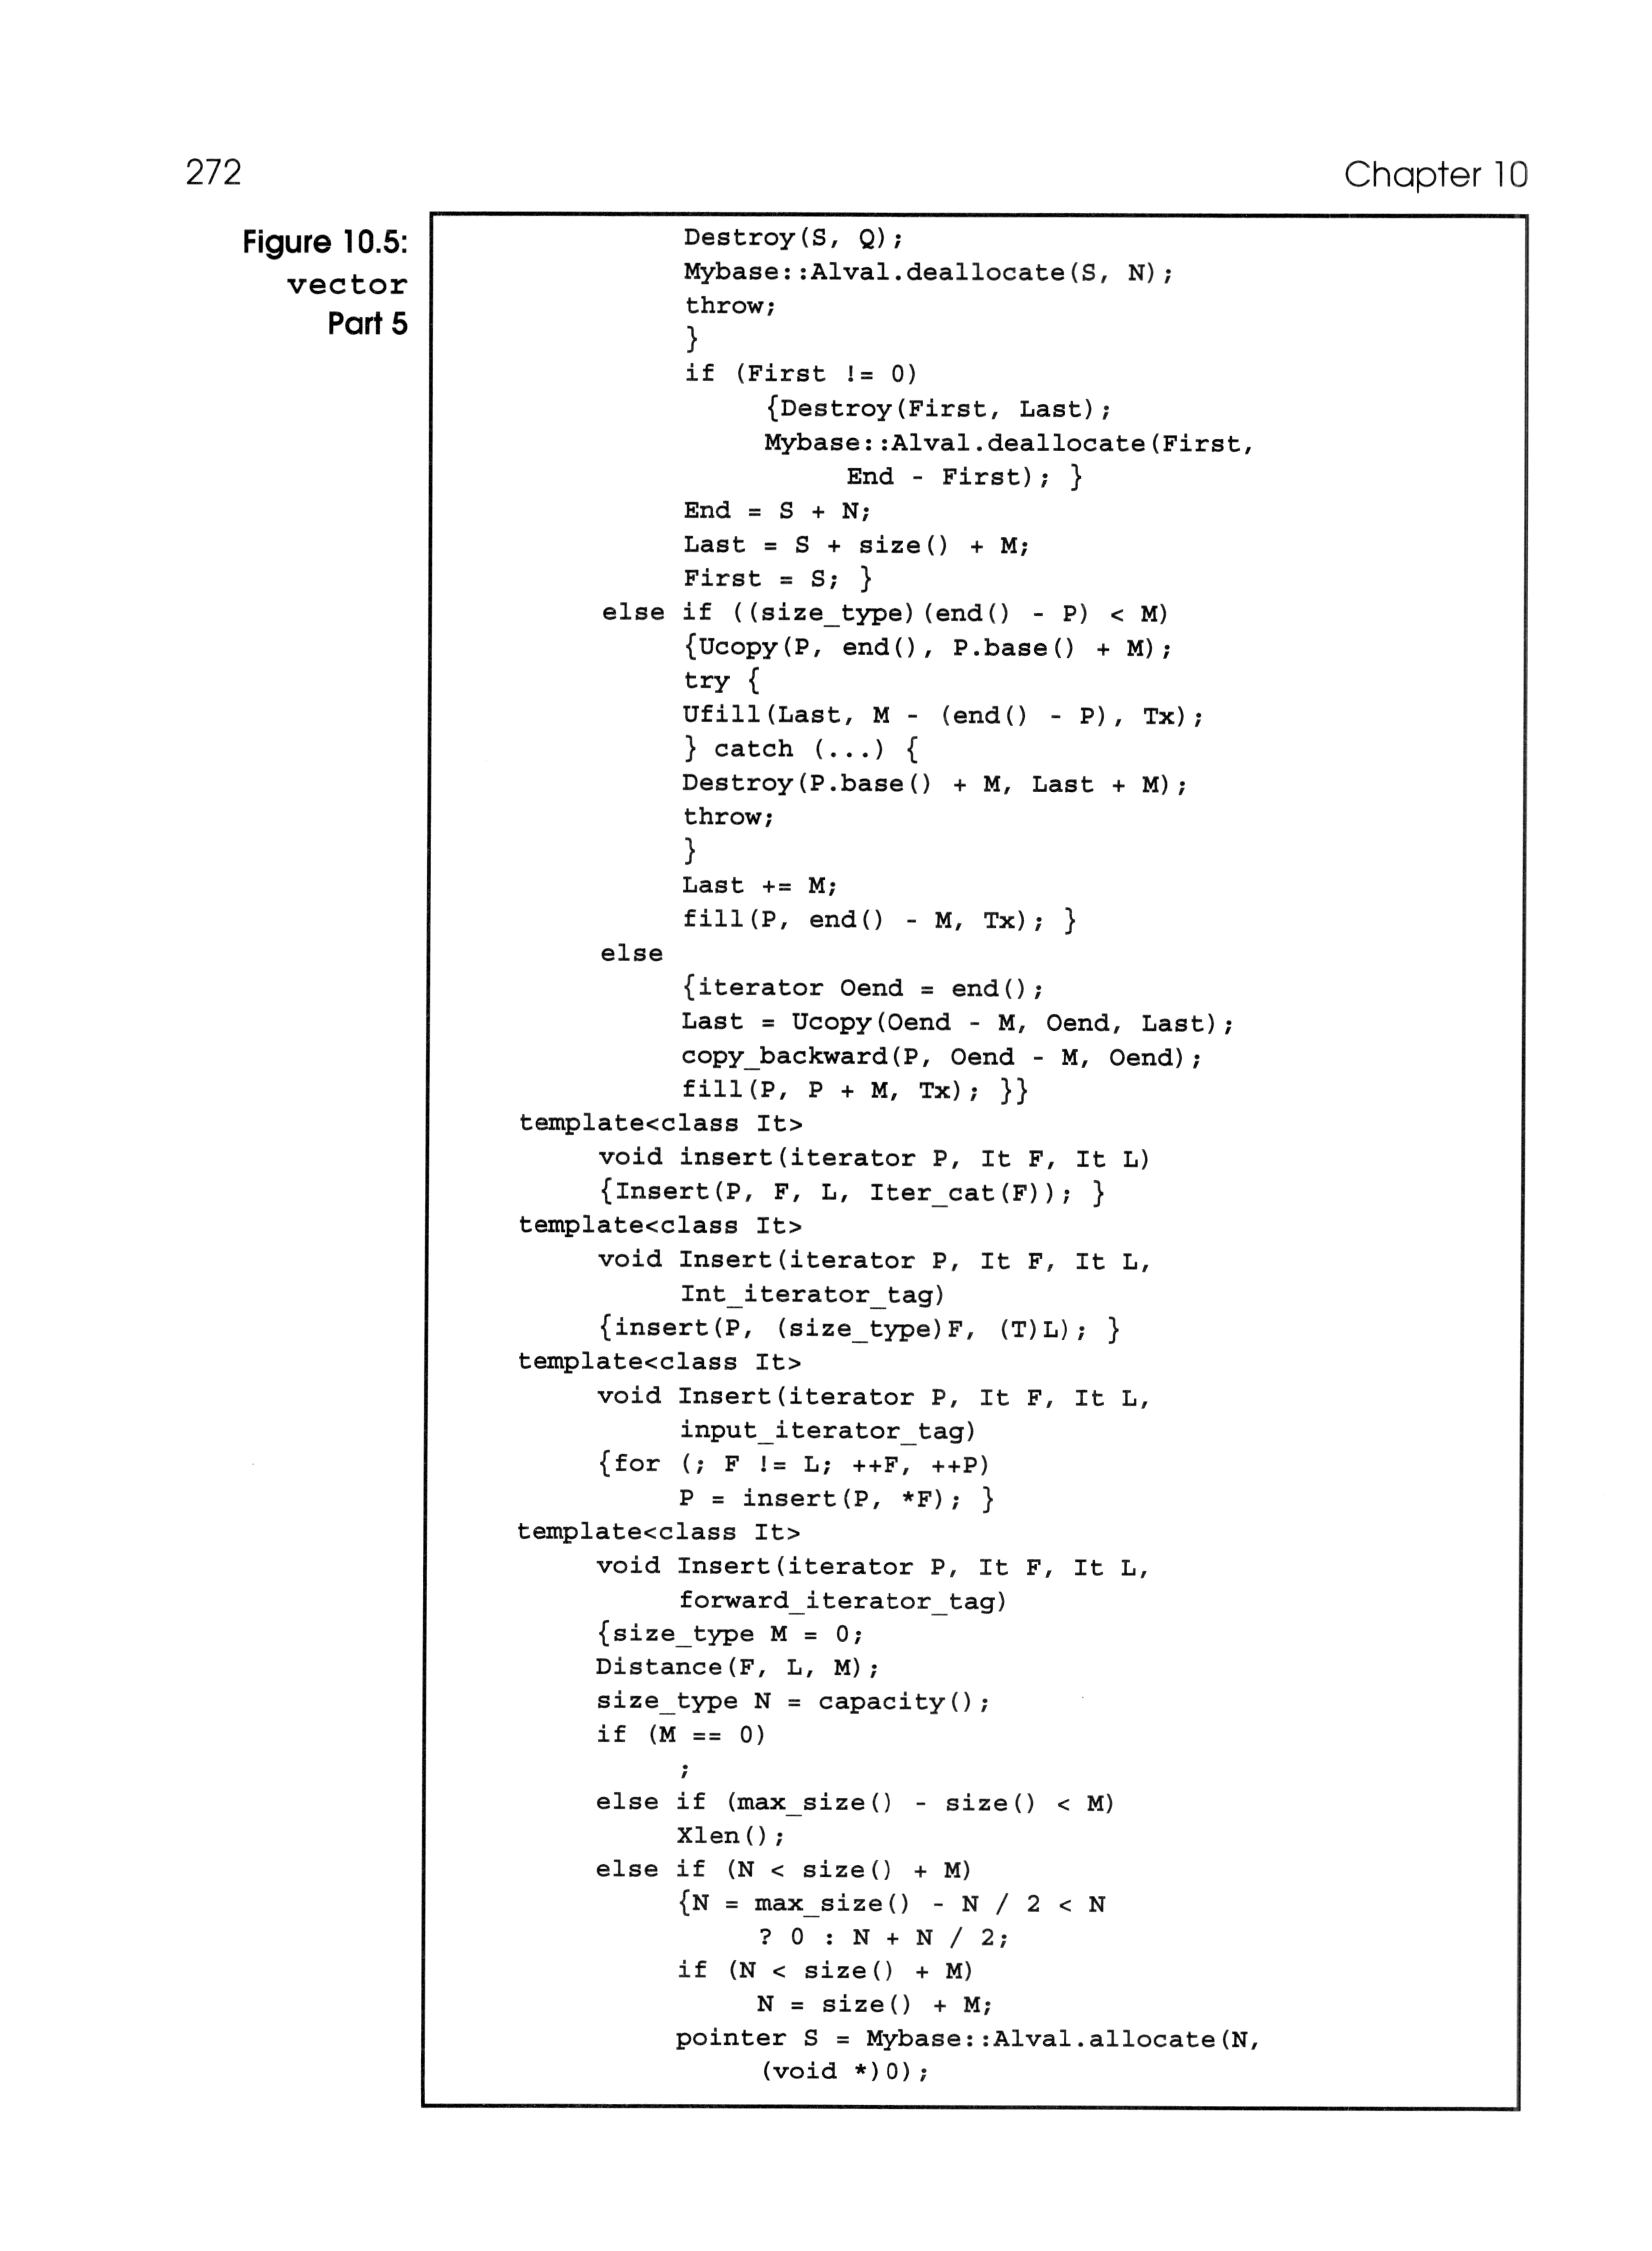 272
Chapter 10
Figure 10.5:
vector
Part 5
Destroy(S, Q);
Mybase::Alval.deallocate(S, N);
throw;
}
if (First != 0)
{Destroy(First, Last);
Mybase::Alval.deallocate(First,
End - First); }
End = S + N;
Last = S + size() + M;
First = S; }
else if ((size_type)(end() - P) < M)
{Ucopy(P, end(), P.base() + M);
try {
Ufill(Last, M - (end() - P), Tx);
} catch (...) {
Destroy(P.base() + M, Last + M);
throw;
}
Last += M;
fill(P, end() - M, Tx); }
else
{iterator Oend = end();
Last = Ucopy(Oend - M, Oend, Last);
copy_backward(P, Oend - M, Oend);
fill(P, P + M, Tx); }}
template<class It>
void insert(iterator P, It F, It L)
{Insert(P, F, L, Iter_cat(F)); }
template<class It>
void Insert(iterator P, It F, It L,
Int_iterator_tag)
{insert(P, (size_type)F, (T)L); }
template<class It>
void Insert(iterator P, It F, It L,
input_iterator_tag)
{for (; F != L; ++F, ++P)
P = insert(P, *F); }
template<class It>
void Insert(iterator P, It F, It L,
forward_iterator_tag)
{size_type M = 0;
Distance(F, L, M);
size_type N = capacity();
if (M == 0)
;
else if (max_size() - size() < M)
Xlen();
else if (N < size() + M)
{N = max_size() - N / 2 < N
? 0 : N + N / 2;
if (N < size() + M)
N = size() + M;
pointer S = Mybase::Alval.allocate(N,
(void *)0);